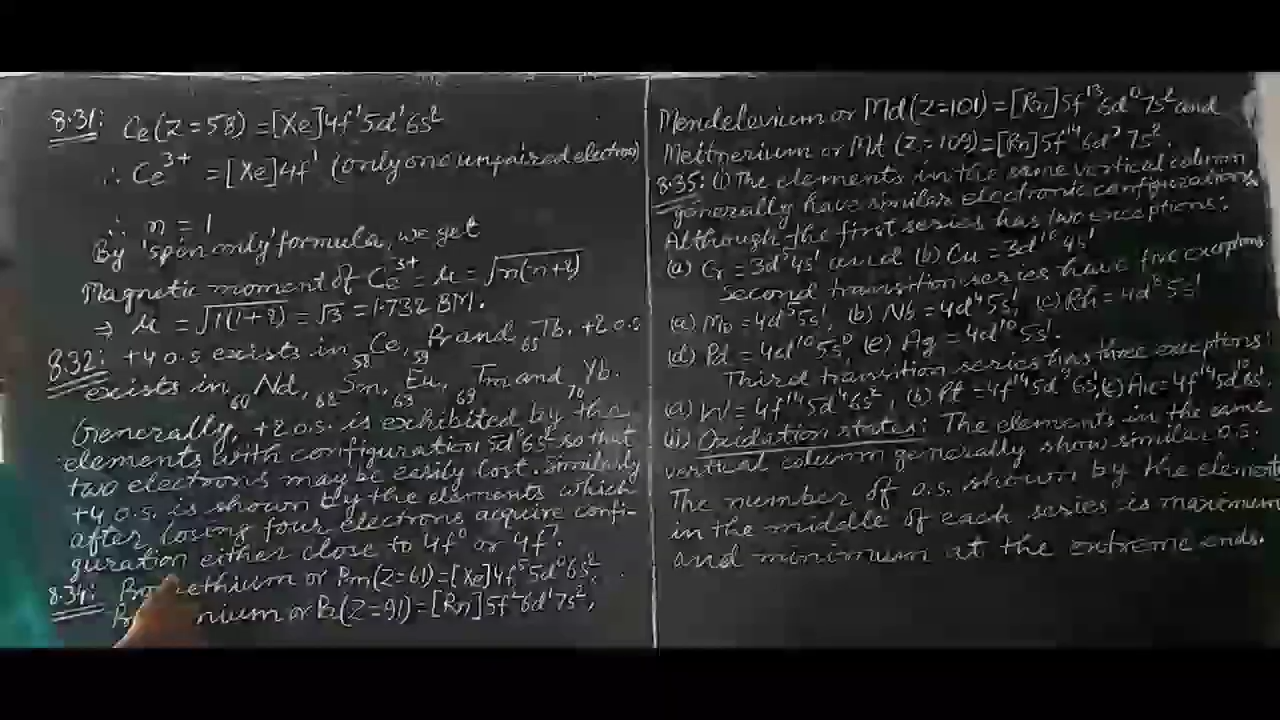 8.31: Ce(Z=58) = [Xe]4f¹5d¹6s²
∴ Ce³⁺ = [Xe]4f¹ (only one unpaired electron)
∴ n = 1
By 'spin only' formula, we get
Magnetic moment of Ce³⁺ = μ = √n(n+2)
⇒ μ = √1(1+2) = √3 = 1.732 BM.
8.32: +4 o.s exists in ₅₈Ce, ₅₉Pr and ₆₅Tb. +2 o.s
exists in ₆₀Nd, ₆₂Sm, ₆₃Eu, ₆₉Tm and ₇₀Yb.
Generally, +2 o.s. is exhibited by the
elements with configuration 5d⁰6s² so that
two electrons may be easily lost. Similarly
+4 o.s. is shown by the elements which
after losing four electrons acquire confi-
guration either close to 4f⁰ or 4f⁷.
8.34: ethium or Pm(Z=61) = [Xe]4f⁵5d⁰6s²,
nium or Pa(Z=91) = [Rn]5f²6d¹7s²,
Mendelevium or Md (Z=101) = [Rn]5f¹³6d⁰7s² and
Meitnerium or Mt (Z=109) = [Rn]5f¹⁴6d⁷7s².
8.35: (i) The elements in the same vertical column
generally have similar electronic configurations.
Although the first series has two exceptions:
(a) Cr = 3d⁵4s¹ and (b) Cu = 3d¹⁰4s¹
Second transition series have five exceptions
(a) Mo = 4d⁵5s¹, (b) Nb = 4d⁴5s¹, (c) Rh = 4d⁸5s¹
(d) Pd = 4d¹⁰5s⁰, (e) Ag = 4d¹⁰5s¹.
Third transition series has three exceptions:
(a) W = 4f¹⁴5d⁴6s², (b) Pt = 4f¹⁴5d⁹6s¹, (c) Au = 4f¹⁴5d¹⁰6s¹.
(ii) Oxidation states: The elements in the same
vertical column generally show similar o.s.
The number of o.s. shown by the element
in the middle of each series is maximum
and minimum at the extreme ends.